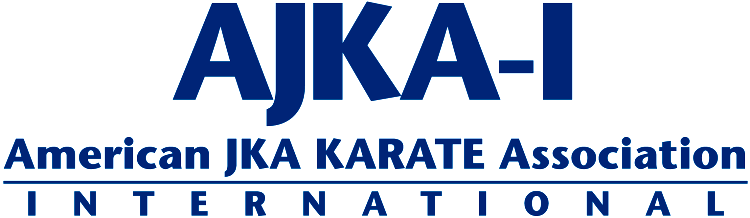 AJKA-I
American JKA KARATE Association
INTERNATIONAL